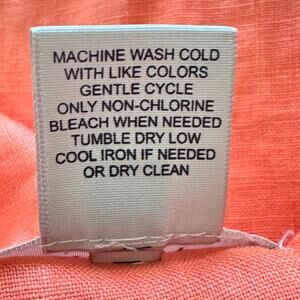 MACHINE WASH COLD
WITH LIKE COLORS
GENTLE CYCLE
ONLY NON-CHLORINE
BLEACH WHEN NEEDED
TUMBLE DRY LOW
COOL IRON IF NEEDED
OR DRY CLEAN